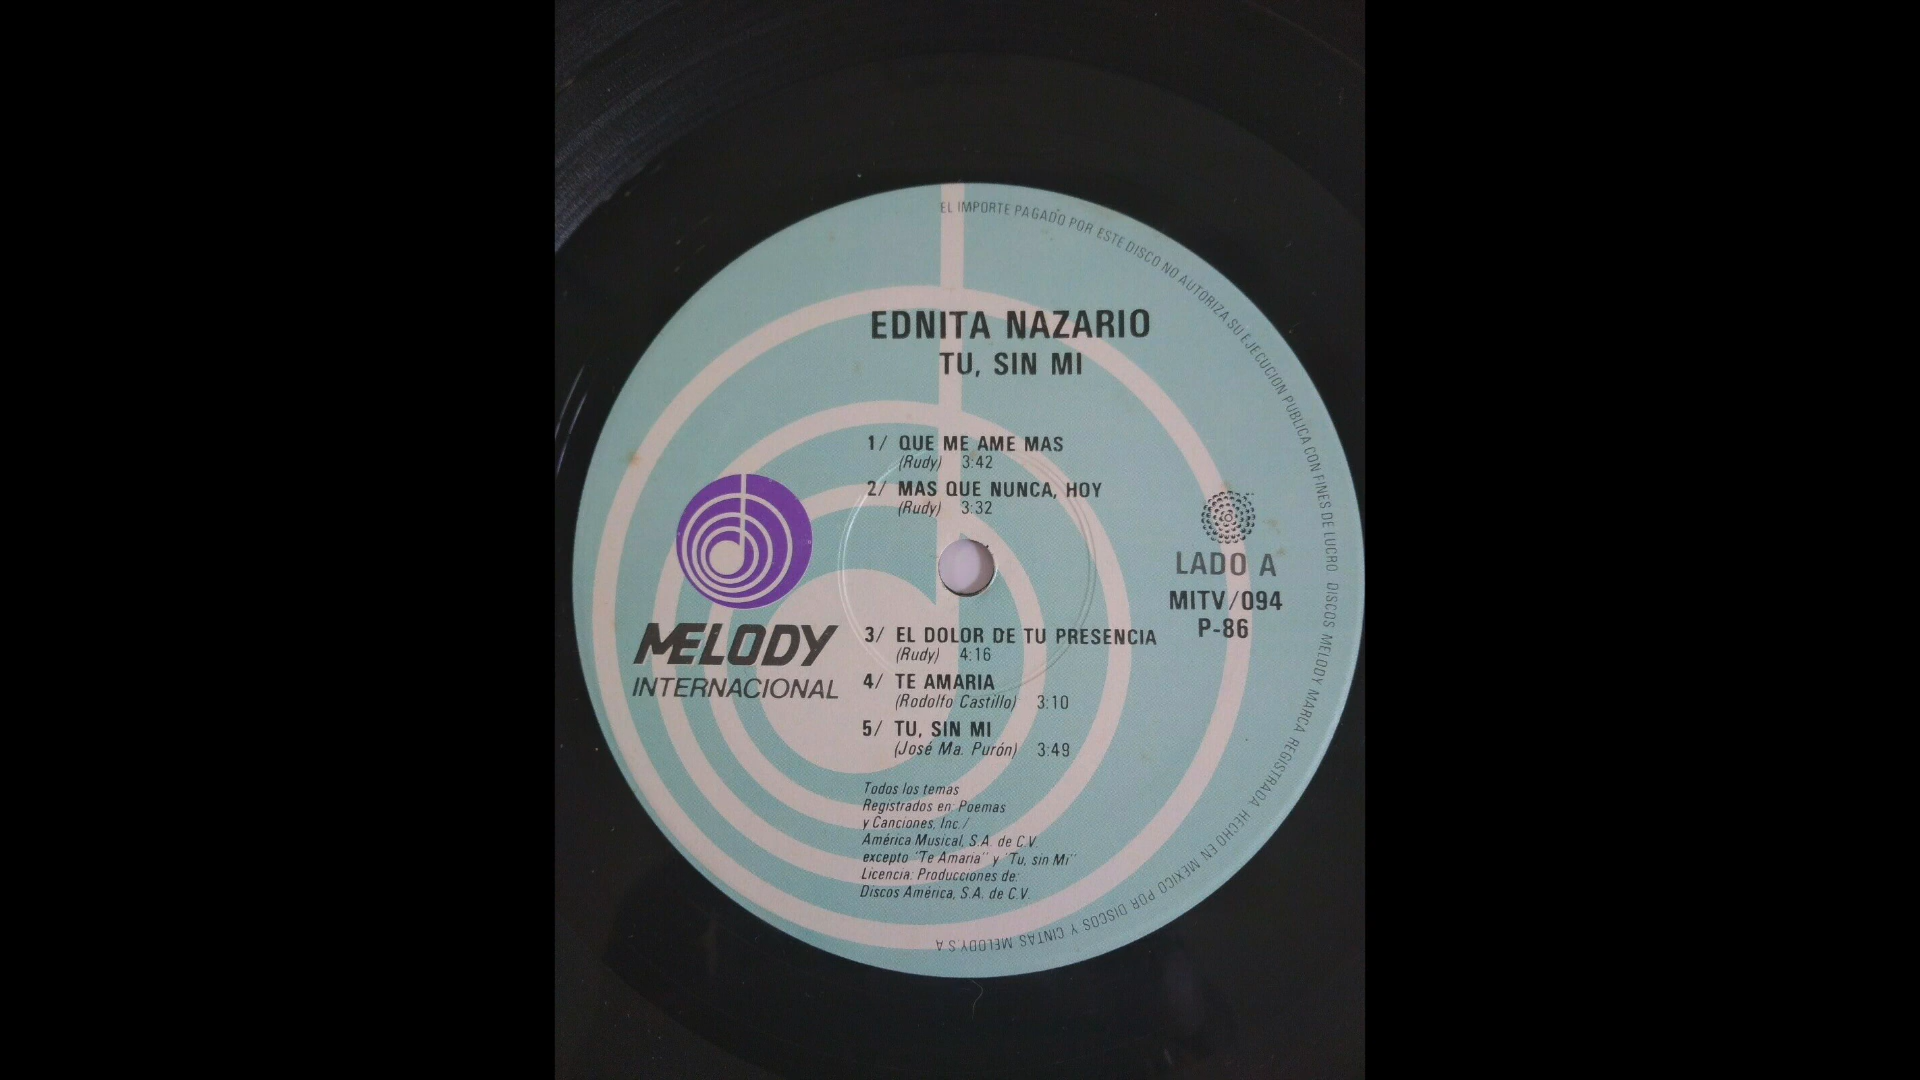 EL IMPORTE PAGADO POR ESTE DISCO NO AUTORIZA SU EJECUCION PUBLICA CON FINES DE LUCRO DISCOS MELODY MARCA REGISTRADA. HECHO EN MEXICO POR DISCOS Y CINTAS MELODY, S.A.
EDNITA NAZARIO
TU, SIN MI
1/ QUE ME AME MAS
(Rudy) 3:42
2/ MAS QUE NUNCA, HOY
(Rudy) 3:32
LADO A
MITV/094
P-86
MELODY
INTERNACIONAL
3/ EL DOLOR DE TU PRESENCIA
(Rudy) 4:16
4/ TE AMARIA
(Rodolfo Castillo) 3:10
5/ TU, SIN MI
(José Ma. Purón) 3:49
Todos los temas
Registrados en: Poemas
y Canciones, Inc./
América Musical, S.A. de C.V.
excepto "Te Amaria" y "Tu, sin Mi"
Licencia: Producciones de:
Discos América, S.A. de C.V.